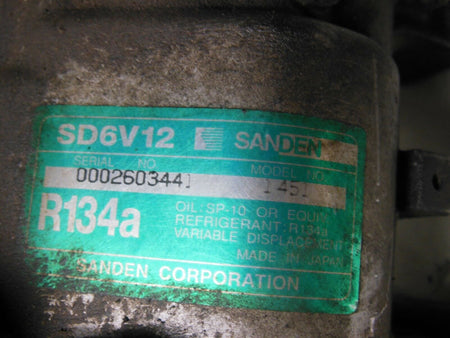 SD6V12 SANDEN
SERIAL NO. MODEL NO.
0002603441 1451
R134a
OIL SP-10 OR EQUIV
REFRIGERANT: R134a
VARIABLE DISPLACEMENT
MADE IN JAPAN
SANDEN CORPORATION